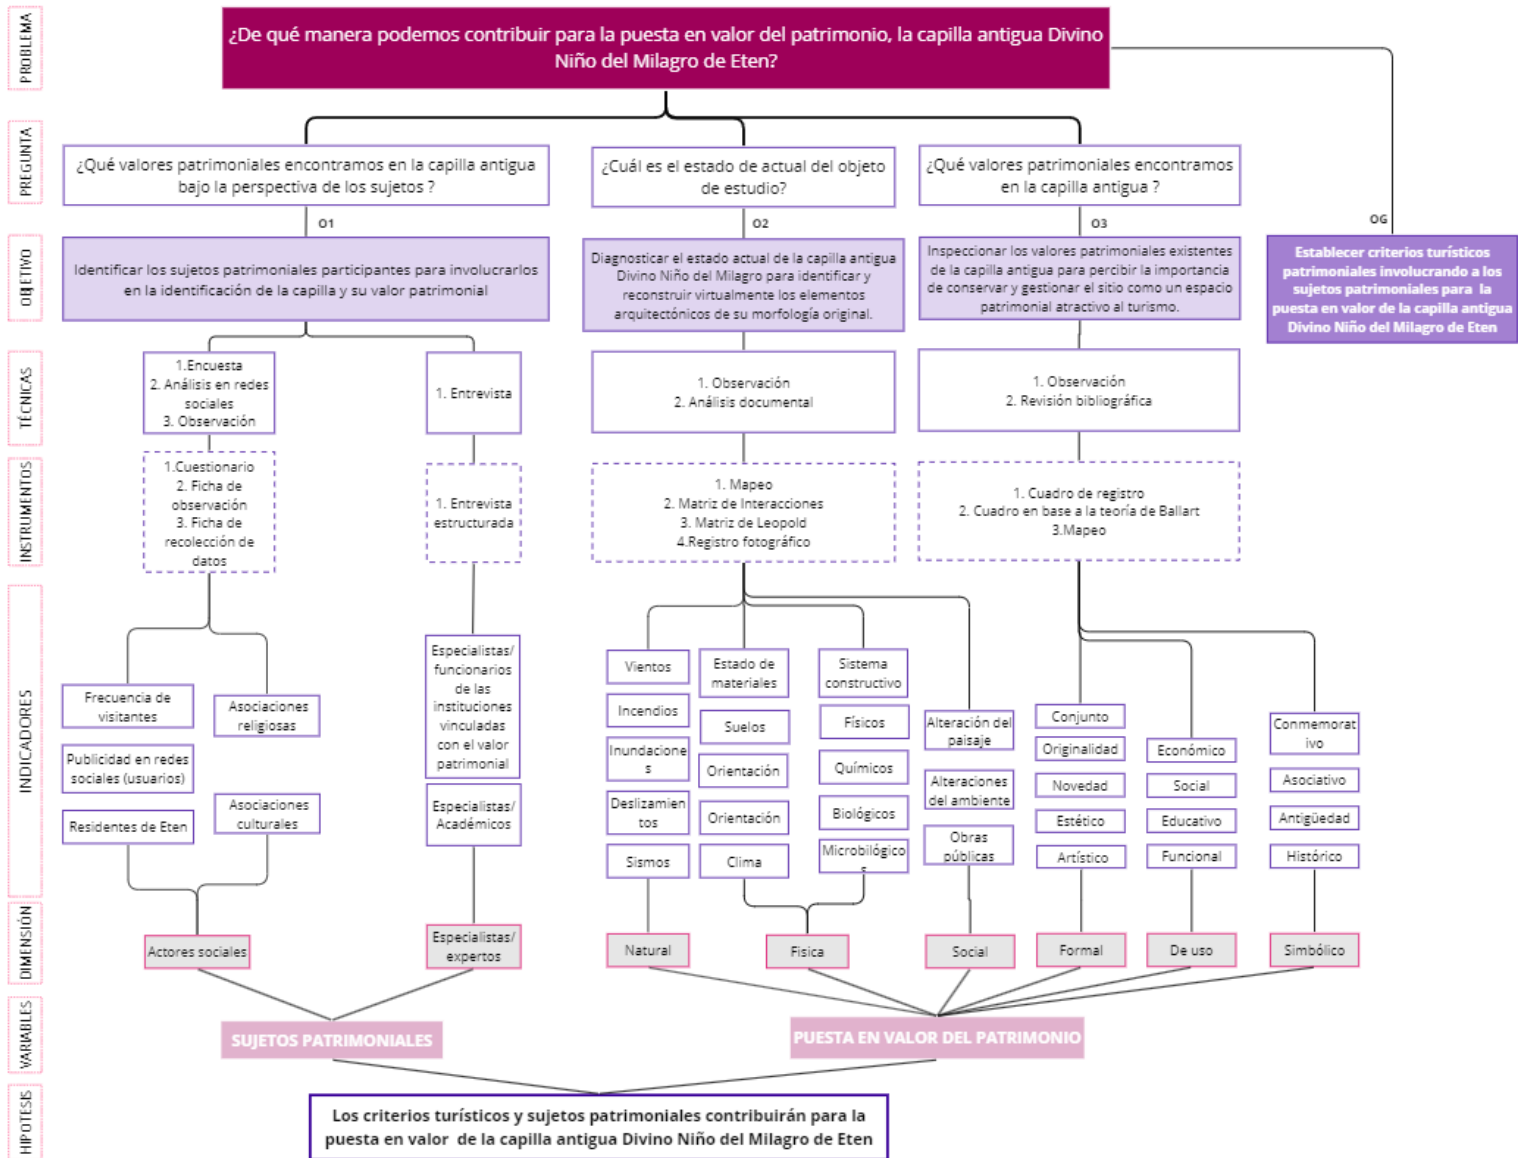 PROBLEMA
¿De qué manera podemos contribuir para la puesta en valor del patrimonio, la capilla antigua Divino
Niño del Milagro de Eten?
PREGUNTA
¿Qué valores patrimoniales encontramos en la capilla antigua
bajo la perspectiva de los sujetos ?
¿Cuál es el estado de actual del objeto
de estudio?
¿Qué valores patrimoniales encontramos
en la capilla antigua ?
O1
O2
O3
OG
OBJETIVO
Identificar los sujetos patrimoniales participantes para involucrarlos
en la identificación de la capilla y su valor patrimonial
Diagnosticar el estado actual de la capilla antigua
Divino Niño del Milagro para identificar y
reconstruir virtualmente los elementos
arquitectónicos de su morfología original.
Inspeccionar los valores patrimoniales existentes
de la capilla antigua para percibir la importancia
de conservar y gestionar el sitio como un espacio
patrimonial atractivo al turismo.
Establecer criterios turísticos
patrimoniales involucrando a los
sujetos patrimoniales para la
puesta en valor de la capilla antigua
Divino Niño del Milagro de Eten
TÉCNICAS
1.Encuesta
2. Análisis en redes
sociales
3. Observación
1. Entrevista
1. Observación
2. Análisis documental
1. Observación
2. Revisión bibliográfica
INSTRUMENTOS
1.Cuestionario
2. Ficha de
observación
3. Ficha de
recolección de
datos
1. Entrevista
estructurada
1. Mapeo
2. Matriz de Interacciones
3. Matriz de Leopold
4.Registro fotográfico
1. Cuadro de registro
2. Cuadro en base a la teoría de Ballart
3.Mapeo
INDICADORES
Frecuencia de
visitantes
Publicidad en redes
sociales (usuarios)
Residentes de Eten
Asociaciones
religiosas
Asociaciones
culturales
Especialistas/
funcionarios
de las
instituciones
vinculadas
con el valor
patrimonial
Especialistas/
Académicos
Vientos
Incendios
Inundacione
s
Deslizamien
tos
Sismos
Estado de
materiales
Suelos
Orientación
Orientación
Clima
Sistema
constructivo
Físicos
Químicos
Biológicos
Microbilógico
s
Alteración del
paisaje
Alteraciones
del ambiente
Obras
públicas
Conjunto
Originalidad
Novedad
Estético
Artístico
Económico
Social
Educativo
Funcional
Conmemorat
ivo
Asociativo
Antigüedad
Histórico
DIMENSIÓN
Actores sociales
Especialistas/
expertos
Natural
Fisica
Social
Formal
De uso
Simbólico
VARIABLES
SUJETOS PATRIMONIALES
PUESTA EN VALOR DEL PATRIMONIO
HIPOTESIS
Los criterios turísticos y sujetos patrimoniales contribuirán para la
puesta en valor de la capilla antigua Divino Niño del Milagro de Eten